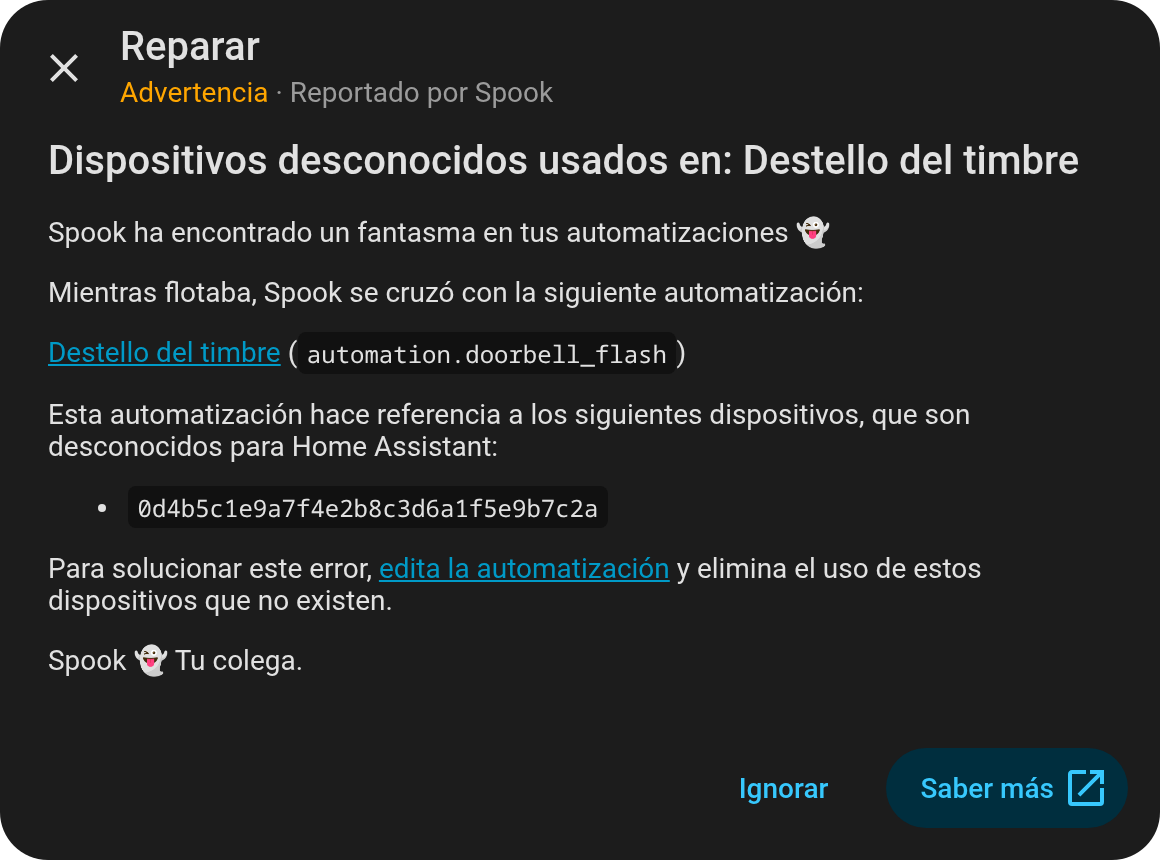 Reparar
Advertencia · Reportado por Spook
Dispositivos desconocidos usados en: Destello del timbre
Spook ha encontrado un fantasma en tus automatizaciones 👻
Mientras flotaba, Spook se cruzó con la siguiente automatización:
Destello del timbre (automation.doorbell_flash)
Esta automatización hace referencia a los siguientes dispositivos, que son
desconocidos para Home Assistant:
• 0d4b5c1e9a7f4e2b8c3d6a1f5e9b7c2a
Para solucionar este error, edita la automatización y elimina el uso de estos
dispositivos que no existen.
Spook 👻 Tu colega.
Ignorar
Saber más